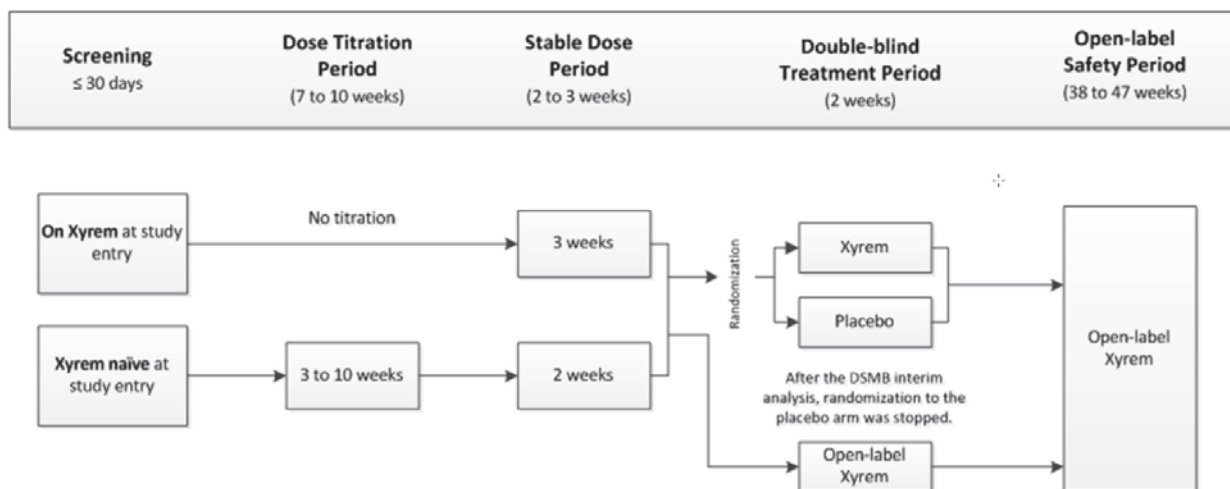 Screening
≤ 30 days
Dose Titration
Period
(7 to 10 weeks)
Stable Dose
Period
(2 to 3 weeks)
Double-blind
Treatment Period
(2 weeks)
Open-label
Safety Period
(38 to 47 weeks)
On Xyrem at study
entry
No titration
3 weeks
Randomization
Xyrem
Placebo
Open-label
Xyrem
Xyrem naïve at
study entry
3 to 10 weeks
2 weeks
After the DSMB interim
analysis, randomization to the
placebo arm was stopped.
Open-label
Xyrem